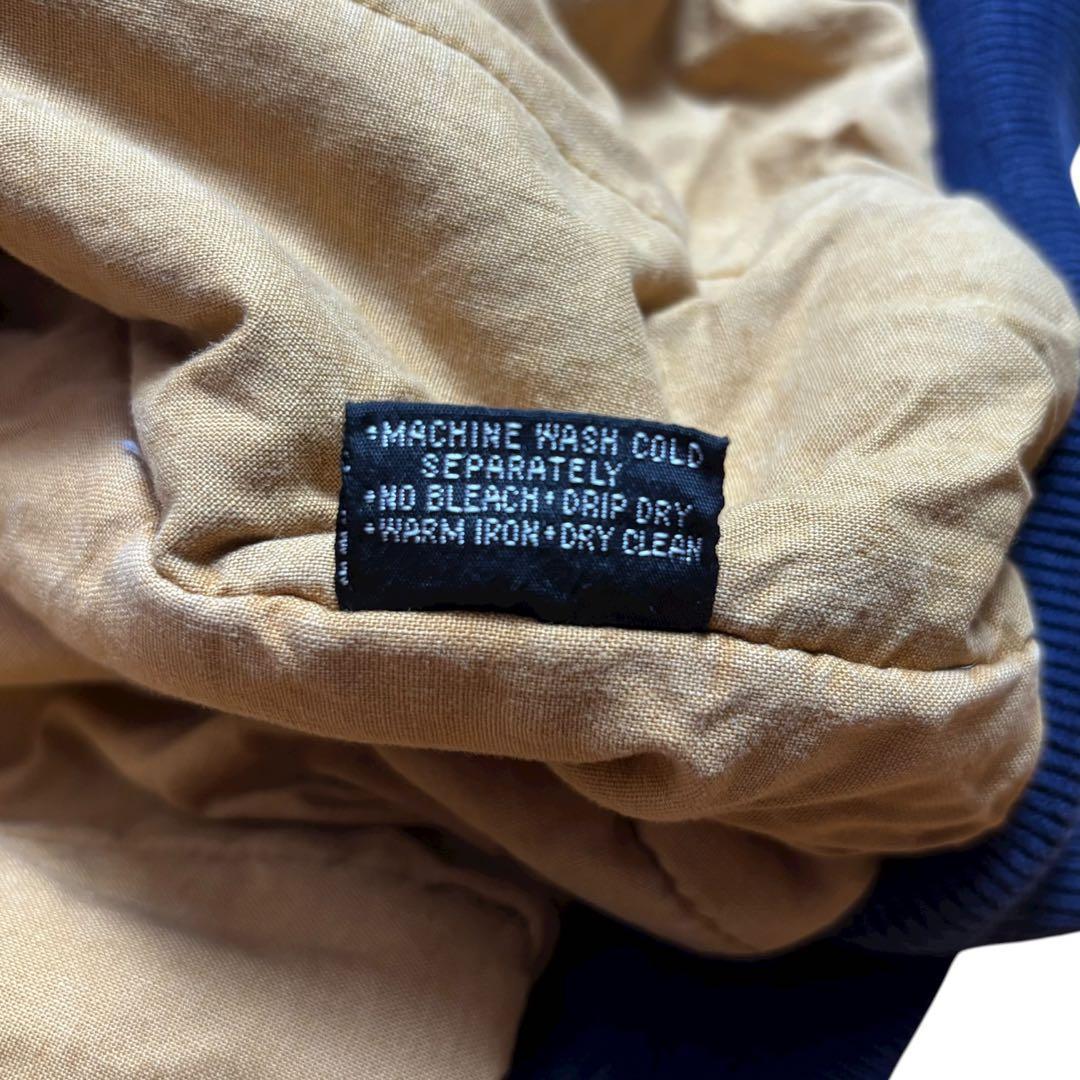 •MACHINE WASH COLD
SEPARATELY
•NO BLEACH•DRIP DRY
•WARM IRON•DRY CLEAN